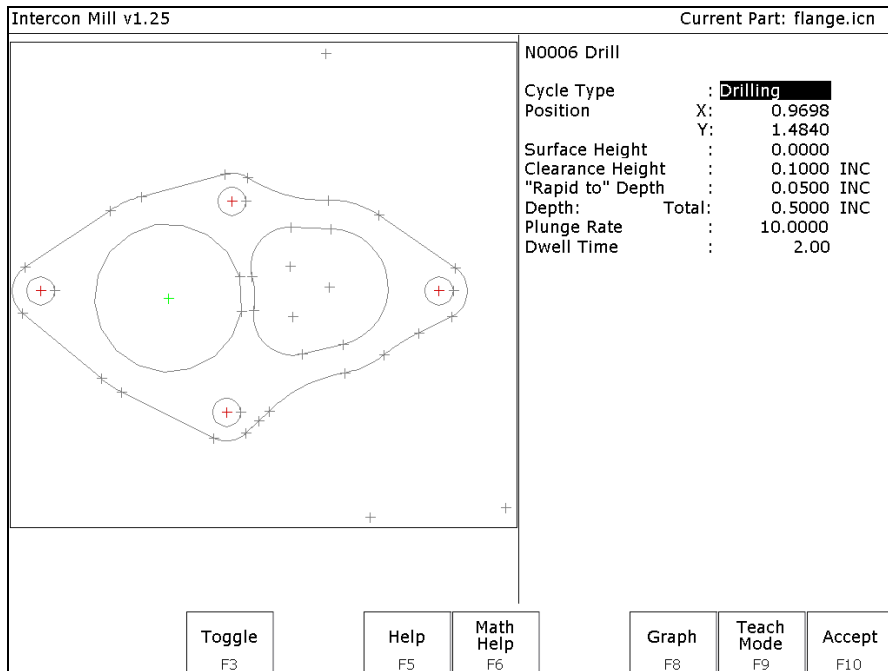 Intercon Mill v1.25 Current Part: flange.icn
N0006 Drill
Cycle Type : Drilling
Position X: 0.9698
Y: 1.4840
Surface Height : 0.0000
Clearance Height : 0.1000 INC
"Rapid to" Depth : 0.0500 INC
Depth: Total: 0.5000 INC
Plunge Rate : 10.0000
Dwell Time : 2.00
Toggle
F3
Help
F5
Math
Help
F6
Graph
F8
Teach
Mode
F9
Accept
F10